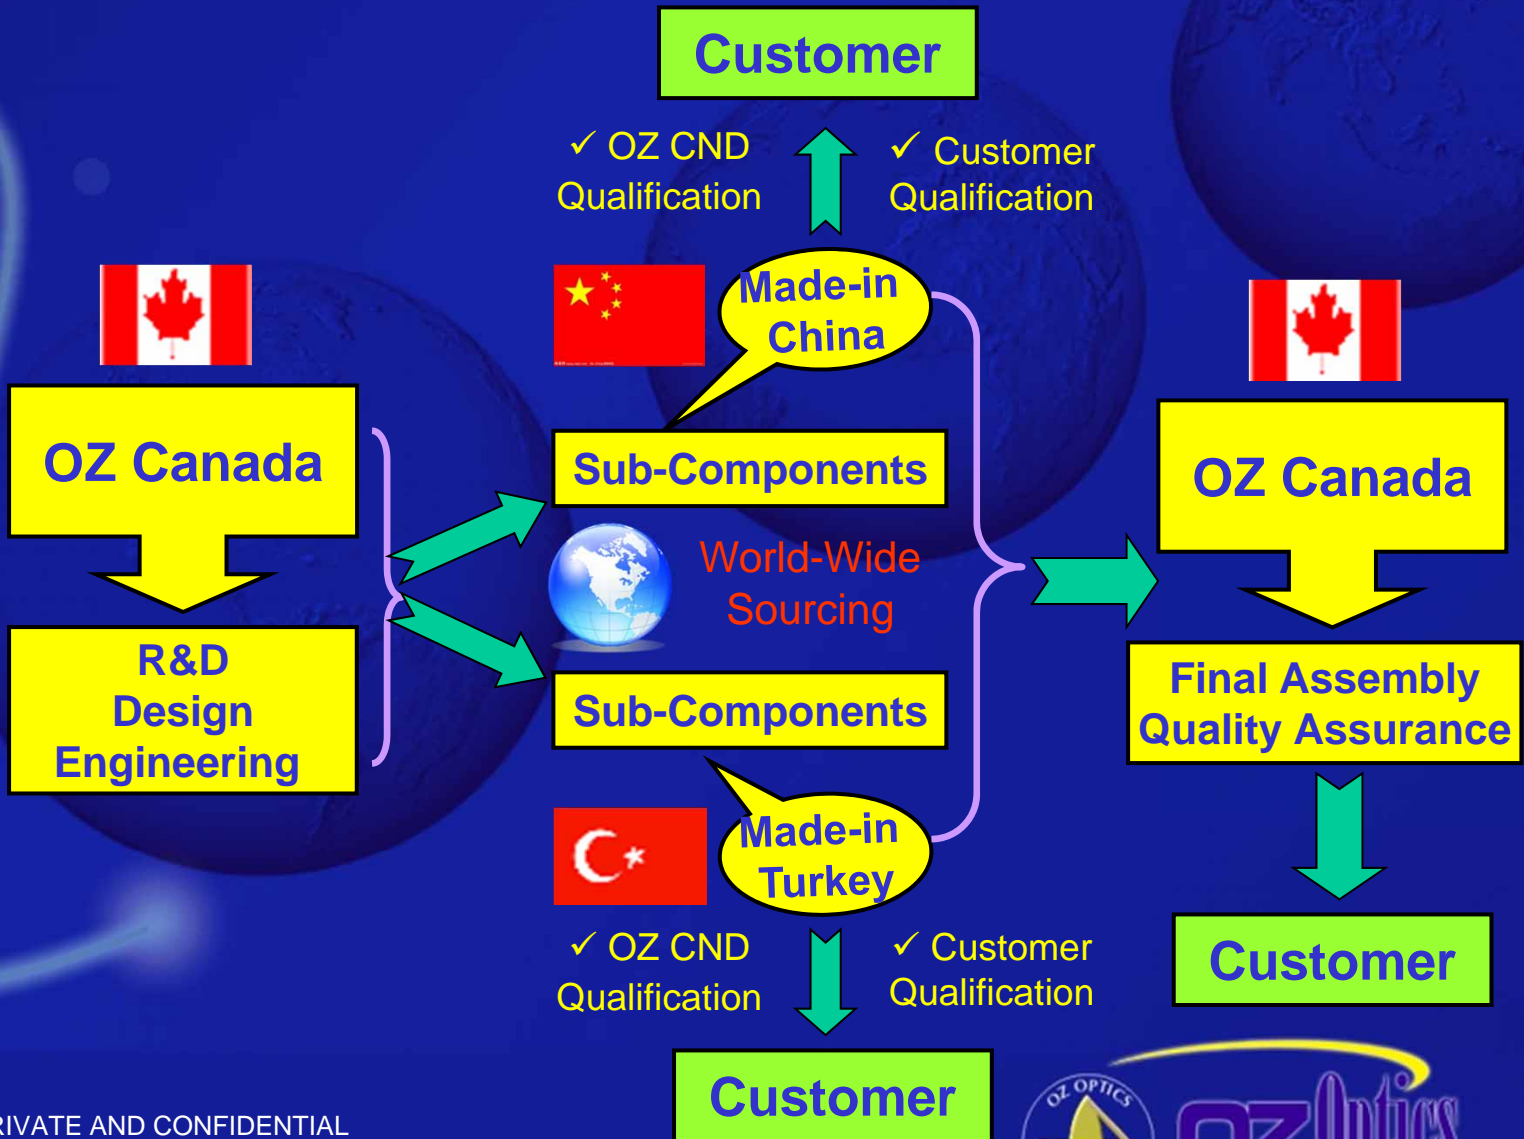 Customer
✓ OZ CND
Qualification
✓ Customer
Qualification
Made-in
China
OZ Canada
R&D
Design
Engineering
Sub-Components
World-Wide
Sourcing
Sub-Components
Made-in
Turkey
✓ OZ CND
Qualification
✓ Customer
Qualification
Customer
OZ Canada
Final Assembly
Quality Assurance
Customer
RIVATE AND CONFIDENTIAL
OZ OPTICS
OZ Optics